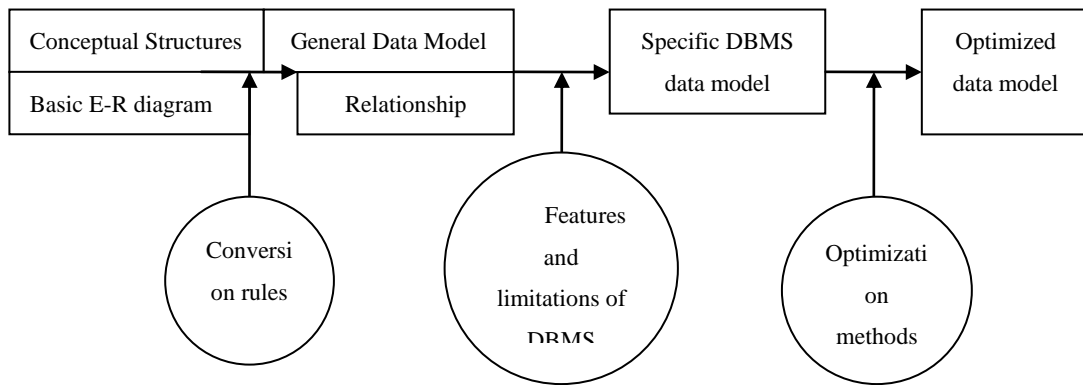 Conceptual Structures
Basic E-R diagram
General Data Model
Relationship
Specific DBMS
data model
Optimized
data model
Conversi
on rules
Features
and
limitations of
DBMS
Optimizati
on
methods